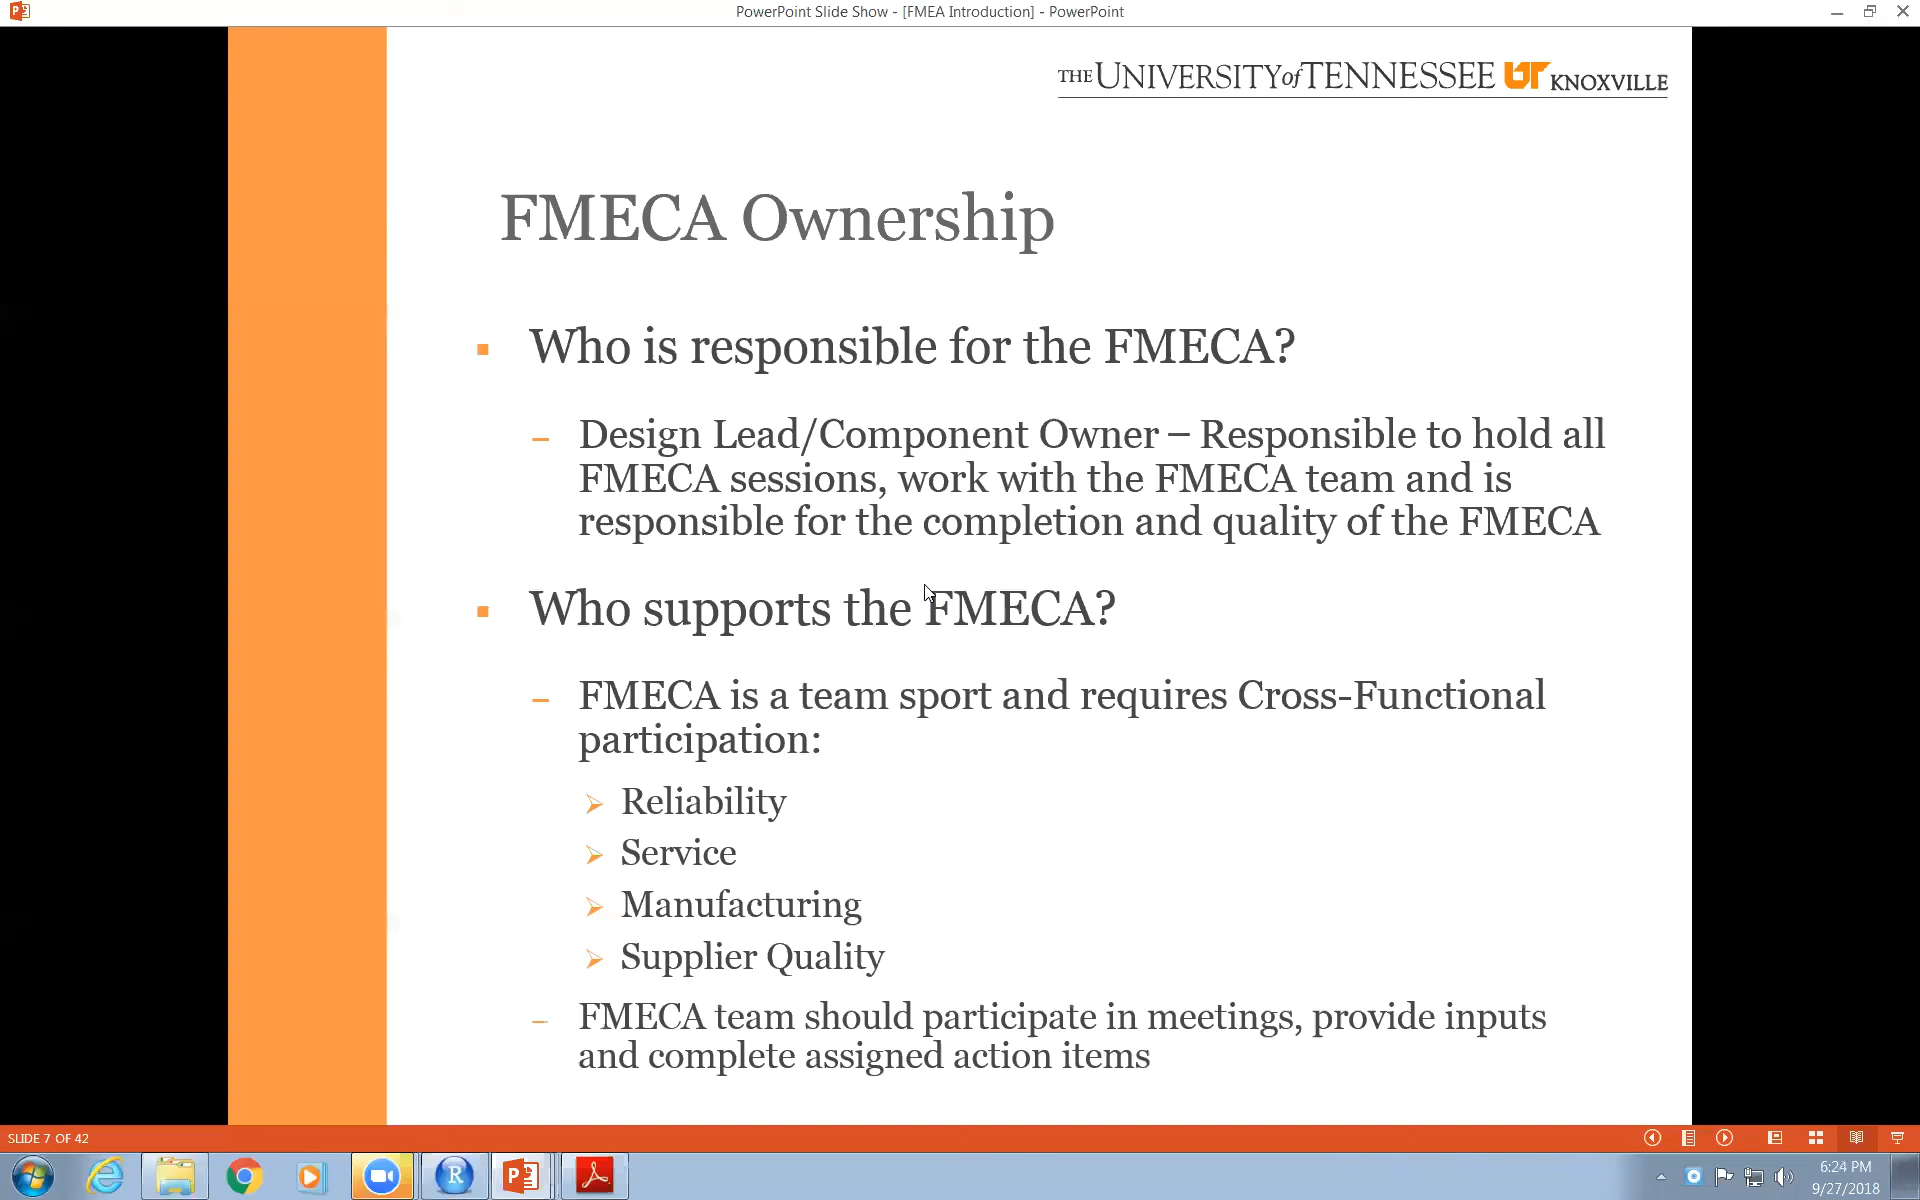 PowerPoint Slide Show - [FMEA Introduction] - PowerPoint
THE UNIVERSITY of TENNESSEE UT KNOXVILLE
FMECA Ownership
Who is responsible for the FMECA?
– Design Lead/Component Owner – Responsible to hold all
FMECA sessions, work with the FMECA team and is
responsible for the completion and quality of the FMECA
Who supports the FMECA?
– FMECA is a team sport and requires Cross-Functional
participation:
Reliability
Service
Manufacturing
Supplier Quality
– FMECA team should participate in meetings, provide inputs
and complete assigned action items
SLIDE 7 OF 42
6:24 PM
9/27/2018